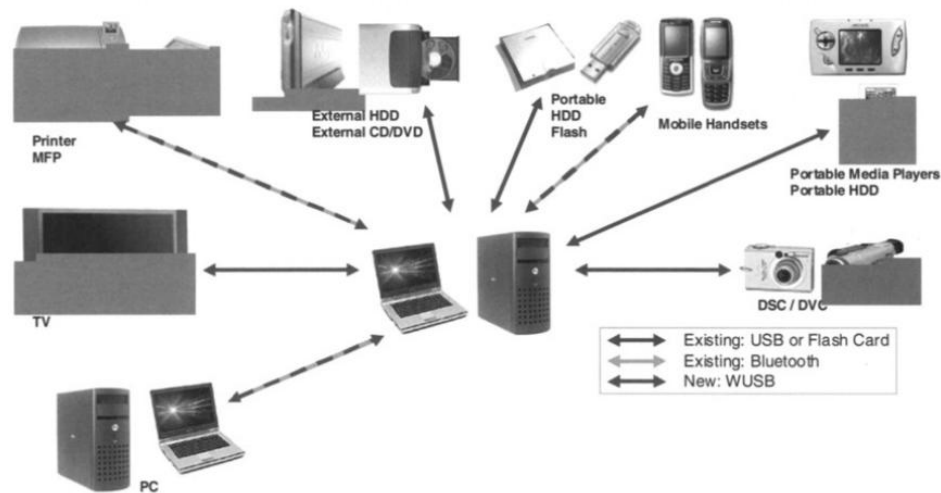 Printer
MFP
External HDD
External CD/DVD
Portable
HDD
Flash
Mobile Handsets
Portable Media Players
Portable HDD
TV
DSC / DVC
Existing: USB or Flash Card
Existing: Bluetooth
New: WUSB
PC